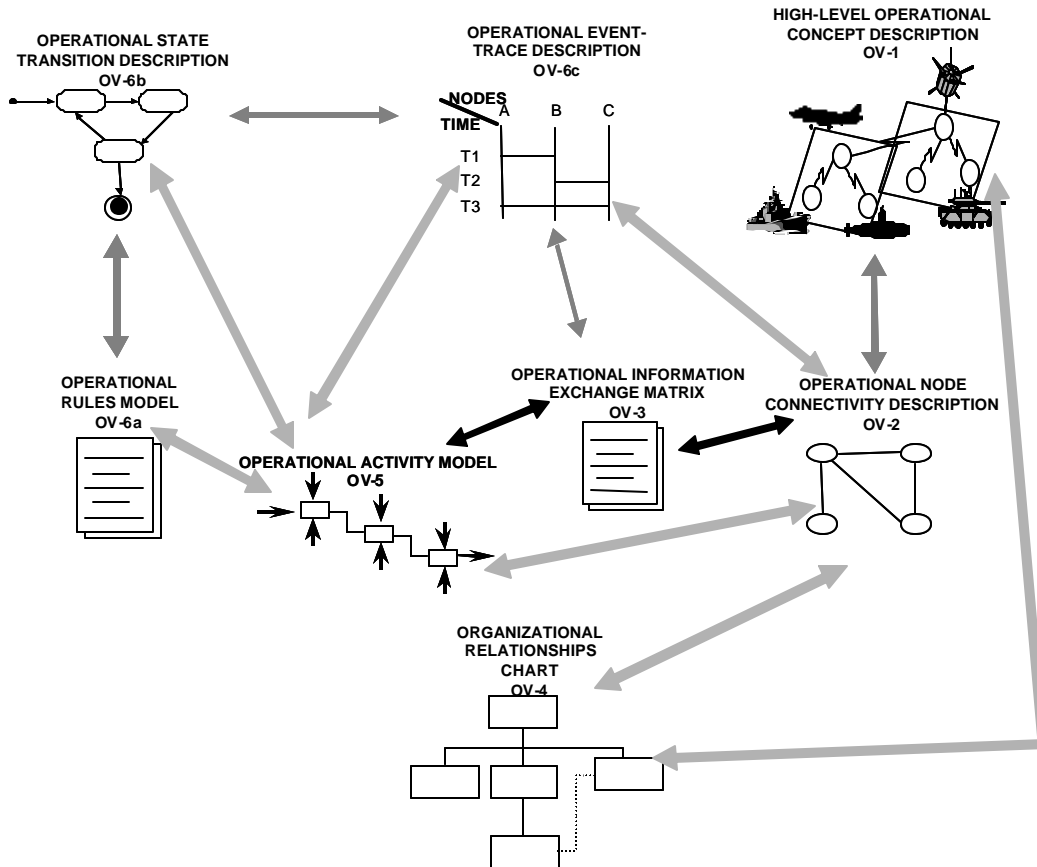 OPERATIONAL STATE
TRANSITION DESCRIPTION
OV-6b
OPERATIONAL EVENT-
TRACE DESCRIPTION
OV-6c
NODES
TIME
A
B
C
T1
T2
T3
HIGH-LEVEL OPERATIONAL
CONCEPT DESCRIPTION
OV-1
OPERATIONAL
RULES MODEL
OV-6a
OPERATIONAL ACTIVITY MODEL
OV-5
OPERATIONAL INFORMATION
EXCHANGE MATRIX
OV-3
OPERATIONAL NODE
CONNECTIVITY DESCRIPTION
OV-2
ORGANIZATIONAL
RELATIONSHIPS
CHART
OV-4